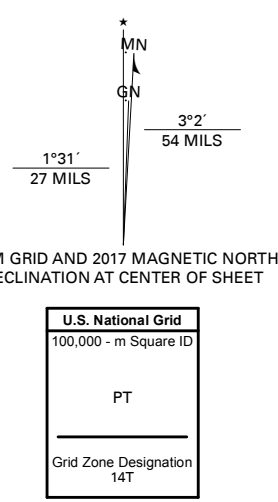 MN
GN
3°2´
54 MILS
1°31´
27 MILS
M GRID AND 2017 MAGNETIC NORTH
ECLINATION AT CENTER OF SHEET
U.S. National Grid
100,000 - m Square ID
PT
Grid Zone Designation
14T